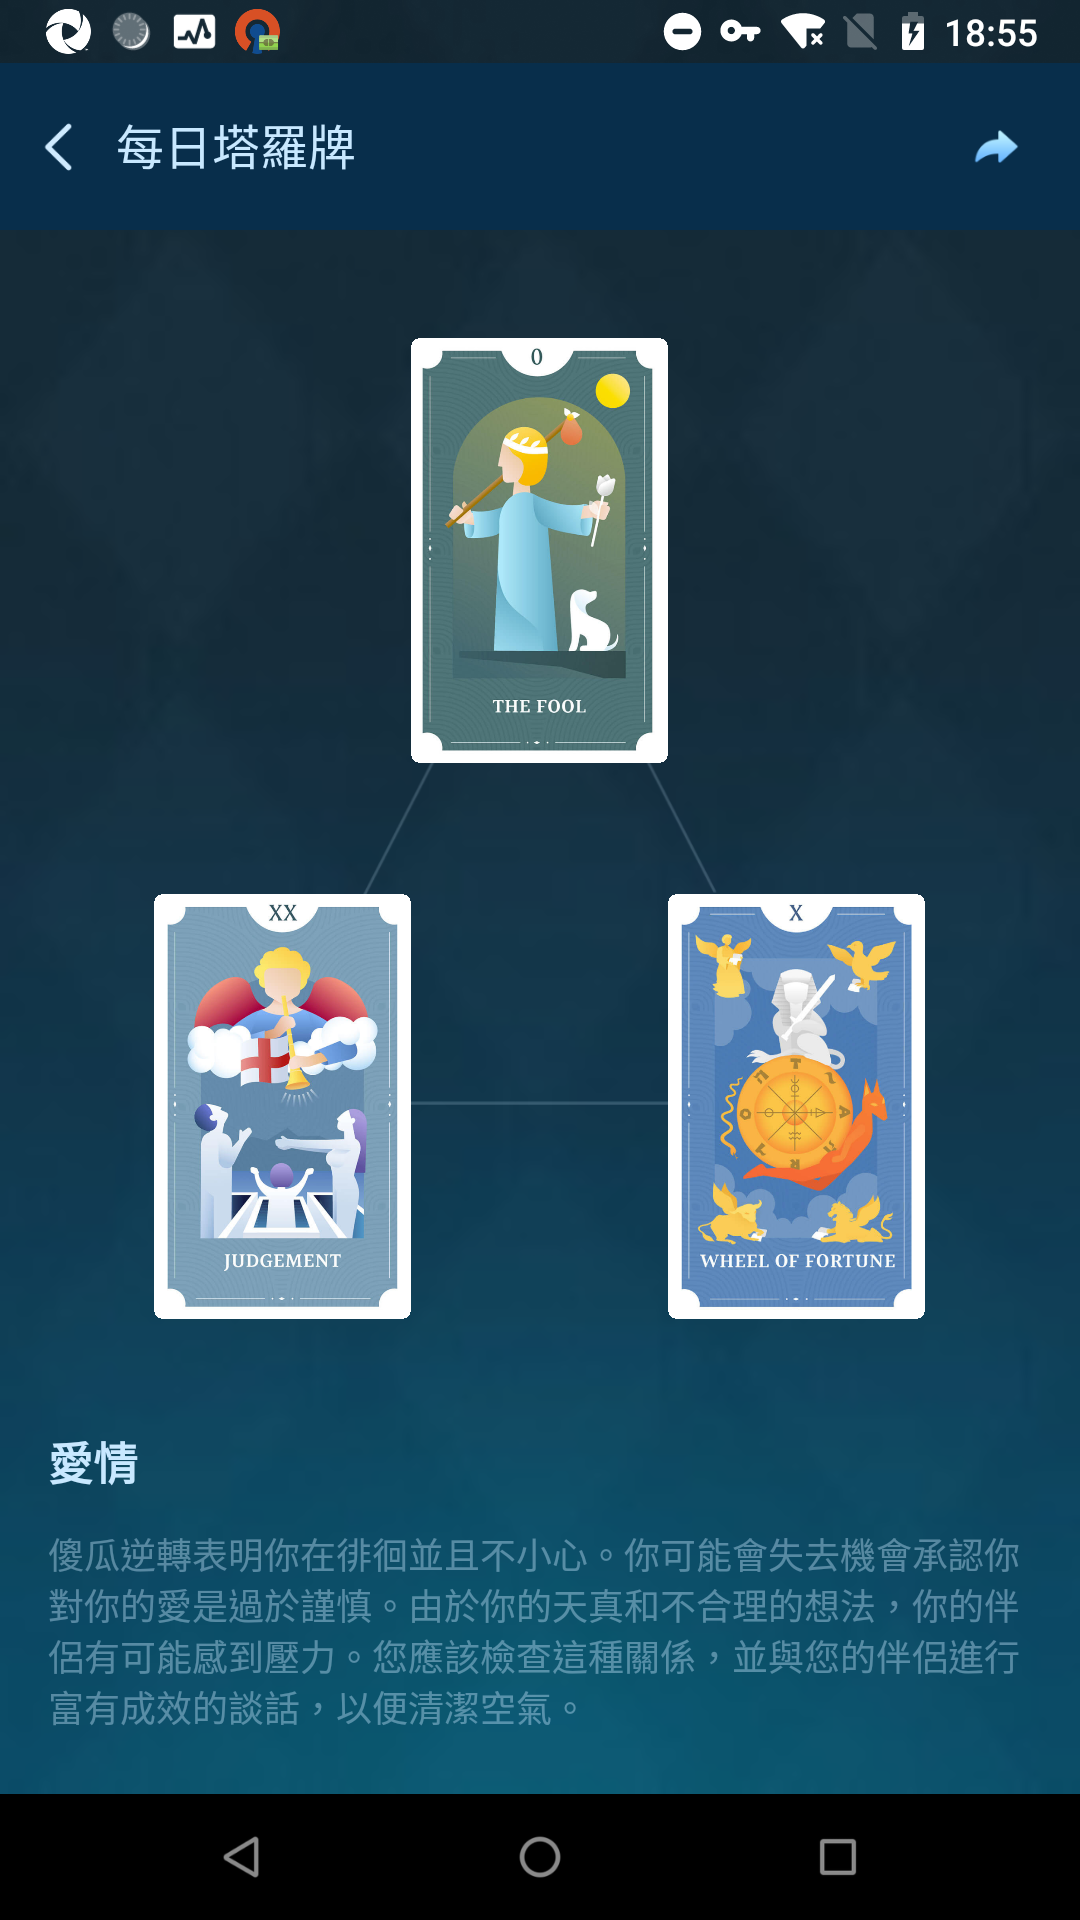 18:55
每日塔羅牌
0
THE FOOL
XX
X
JUDGEMENT
WHEEL OF FORTUNE
愛情
傻瓜逆轉表明你在徘徊並且不小心。你可能會失去機會承認你
對你的愛是過於謹慎。由於你的天真和不合理的想法，你的伴
侶有可能感到壓力。您應該檢查這種關係，並與您的伴侶進行
富有成效的談話，以便清潔空氣。